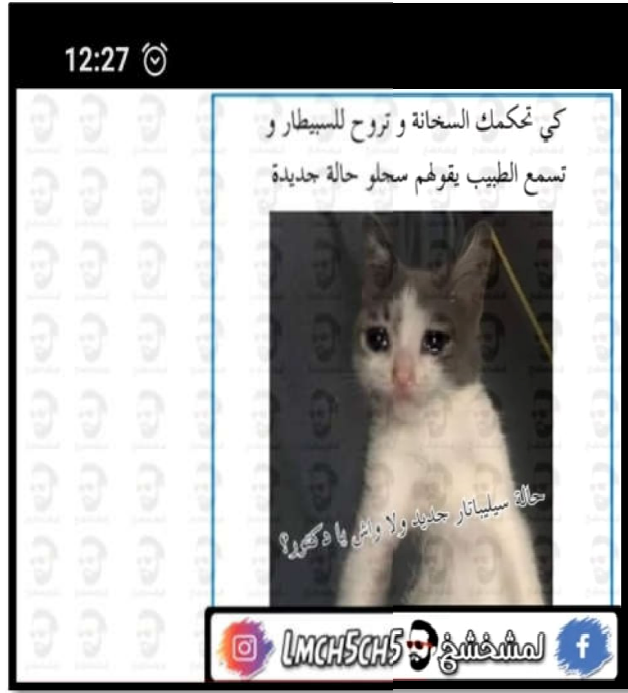 12:27
كي تحكمك السخانة و تروح للسبيطار و
تسمع الطبيب يقولهم سجلو حالة جديدة
حالة سيليباتار جديد ولا واش يا دكتور؟
LMCH5CH5 لمشخشخ